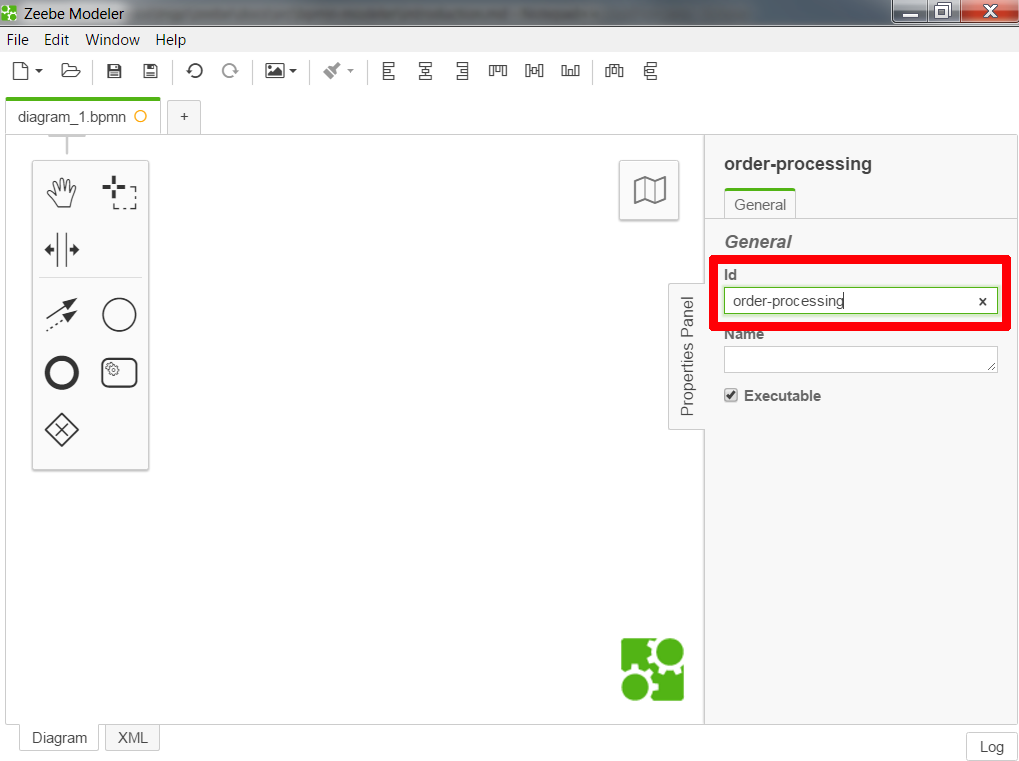 Zeebe Modeler
File Edit Window Help
diagram_1.bpmn +
order-processing
General
General
Id
order-processing ×
Name
Executable
Properties Panel
Diagram XML
Log